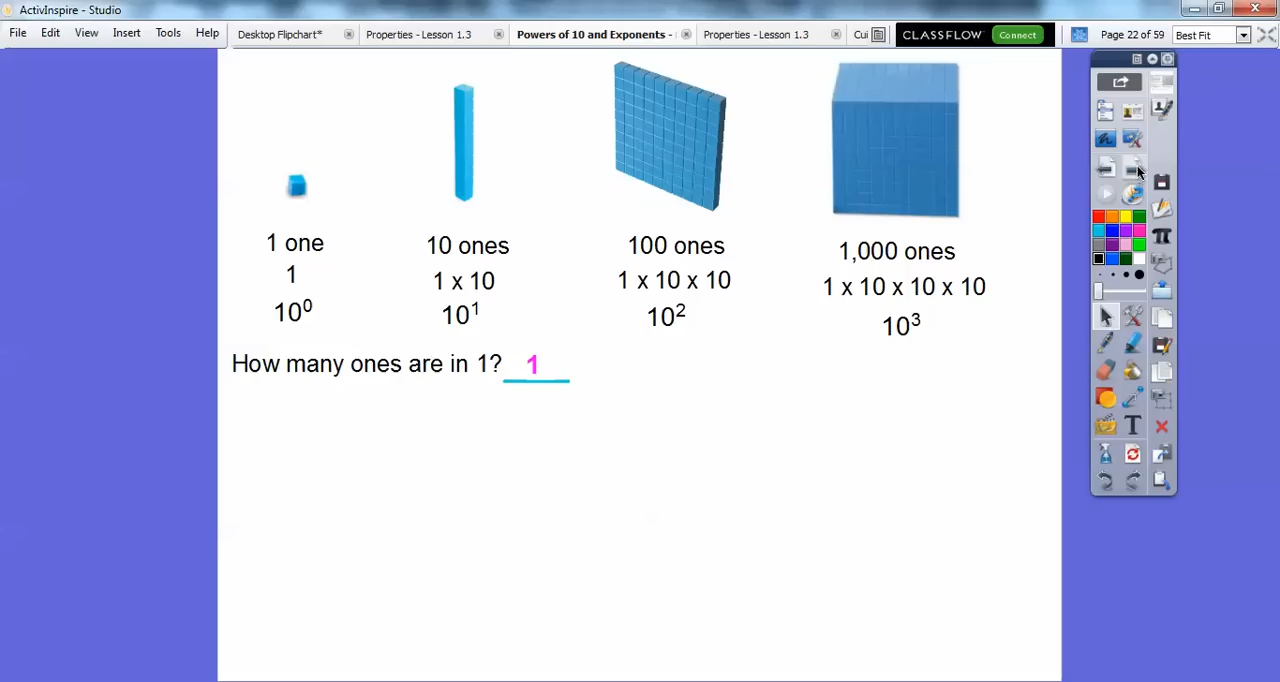 ActivInspire - Studio
File Edit View Insert Tools Help
Desktop Flipchart* Properties - Lesson 1.3 Powers of 10 and Exponents - Properties - Lesson 1.3 Cui
CLASSFLOW Connect
Page 22 of 59 Best Fit
1 one 10 ones 100 ones 1,000 ones
1 1 x 10 1 x 10 x 10 1 x 10 x 10 x 10
10⁰ 10¹ 10² 10³
How many ones are in 1? 1
T